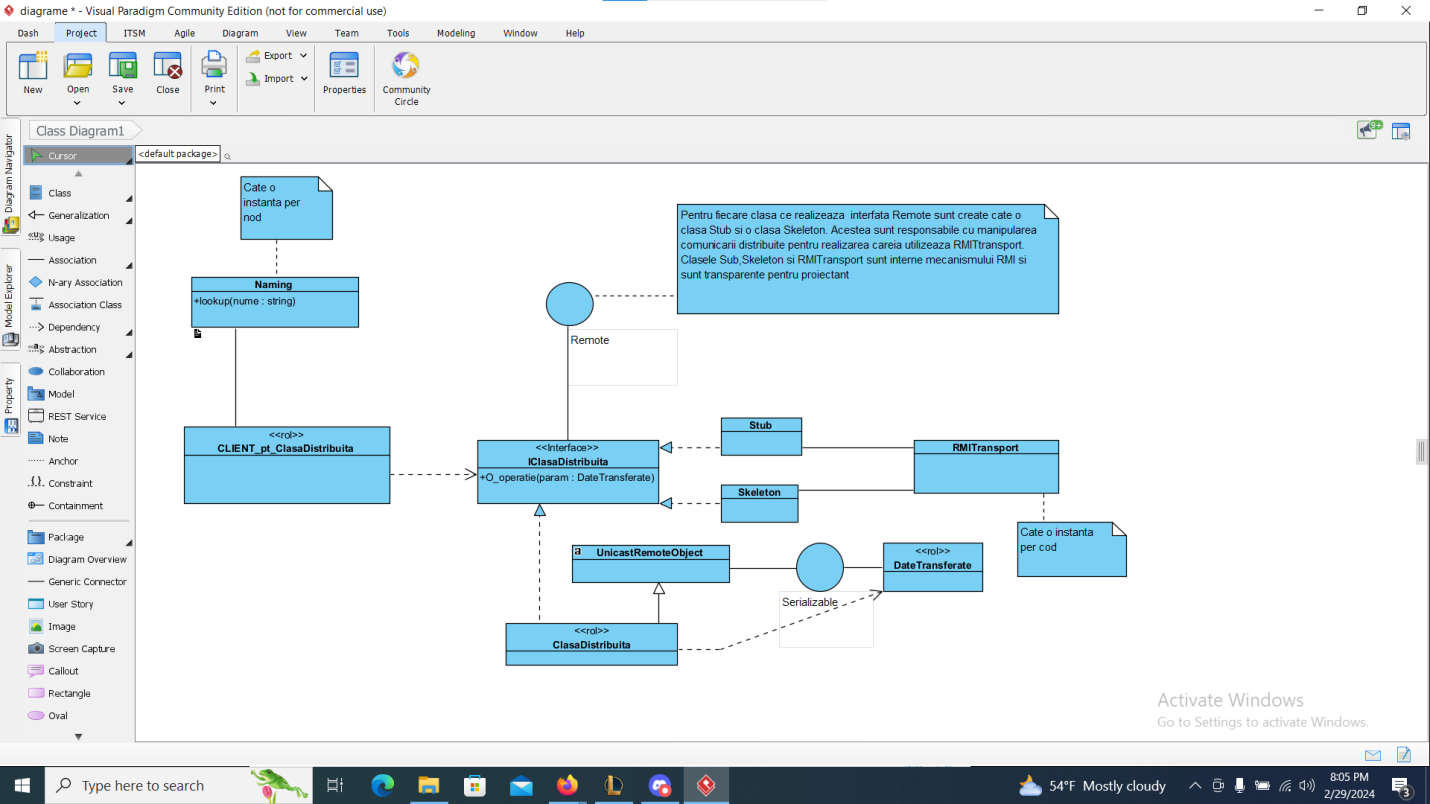 diagrame * - Visual Paradigm Community Edition (not for commercial use)
Dash Project ITSM Agile Diagram View Team Tools Modeling Window Help
New
Open
Save
Close
Print
Export
Import
Properties
Community
Circle
Class Diagram1
Diagram Navigator
Model Explorer
Property
Cursor
Class
Generalization
Usage
Association
N-ary Association
Association Class
Dependency
Abstraction
Collaboration
Model
REST Service
Note
Anchor
Constraint
Containment
Package
Diagram Overview
Generic Connector
User Story
Image
Screen Capture
Callout
Rectangle
Oval
<default package>
Cate o
instanta per
nod
Pentru fiecare clasa ce realizeaza interfata Remote sunt create cate o
clasa Stub si o clasa Skeleton. Acestea sunt responsabile cu manipularea
comunicarii distribuite pentru realizarea careia utilizeaza RMITtransport.
Clasele Sub,Skeleton si RMITransport sunt interne mecanismului RMI si
sunt transparente pentru proiectant
Naming
+lookup(nume : string)
Remote
<<rol>>
CLIENT_pt_ClasaDistribuita
<<Interface>>
IClasaDistribuita
+O_operatie(param : DateTransferate)
Stub
Skeleton
RMITransport
Cate o instanta
per cod
a
UnicastRemoteObject
Serializable
<<rol>>
DateTransferate
<<rol>>
ClasaDistribuita
Activate Windows
Go to Settings to activate Windows.
Type here to search
54°F Mostly cloudy
8:05 PM
2/29/2024
3